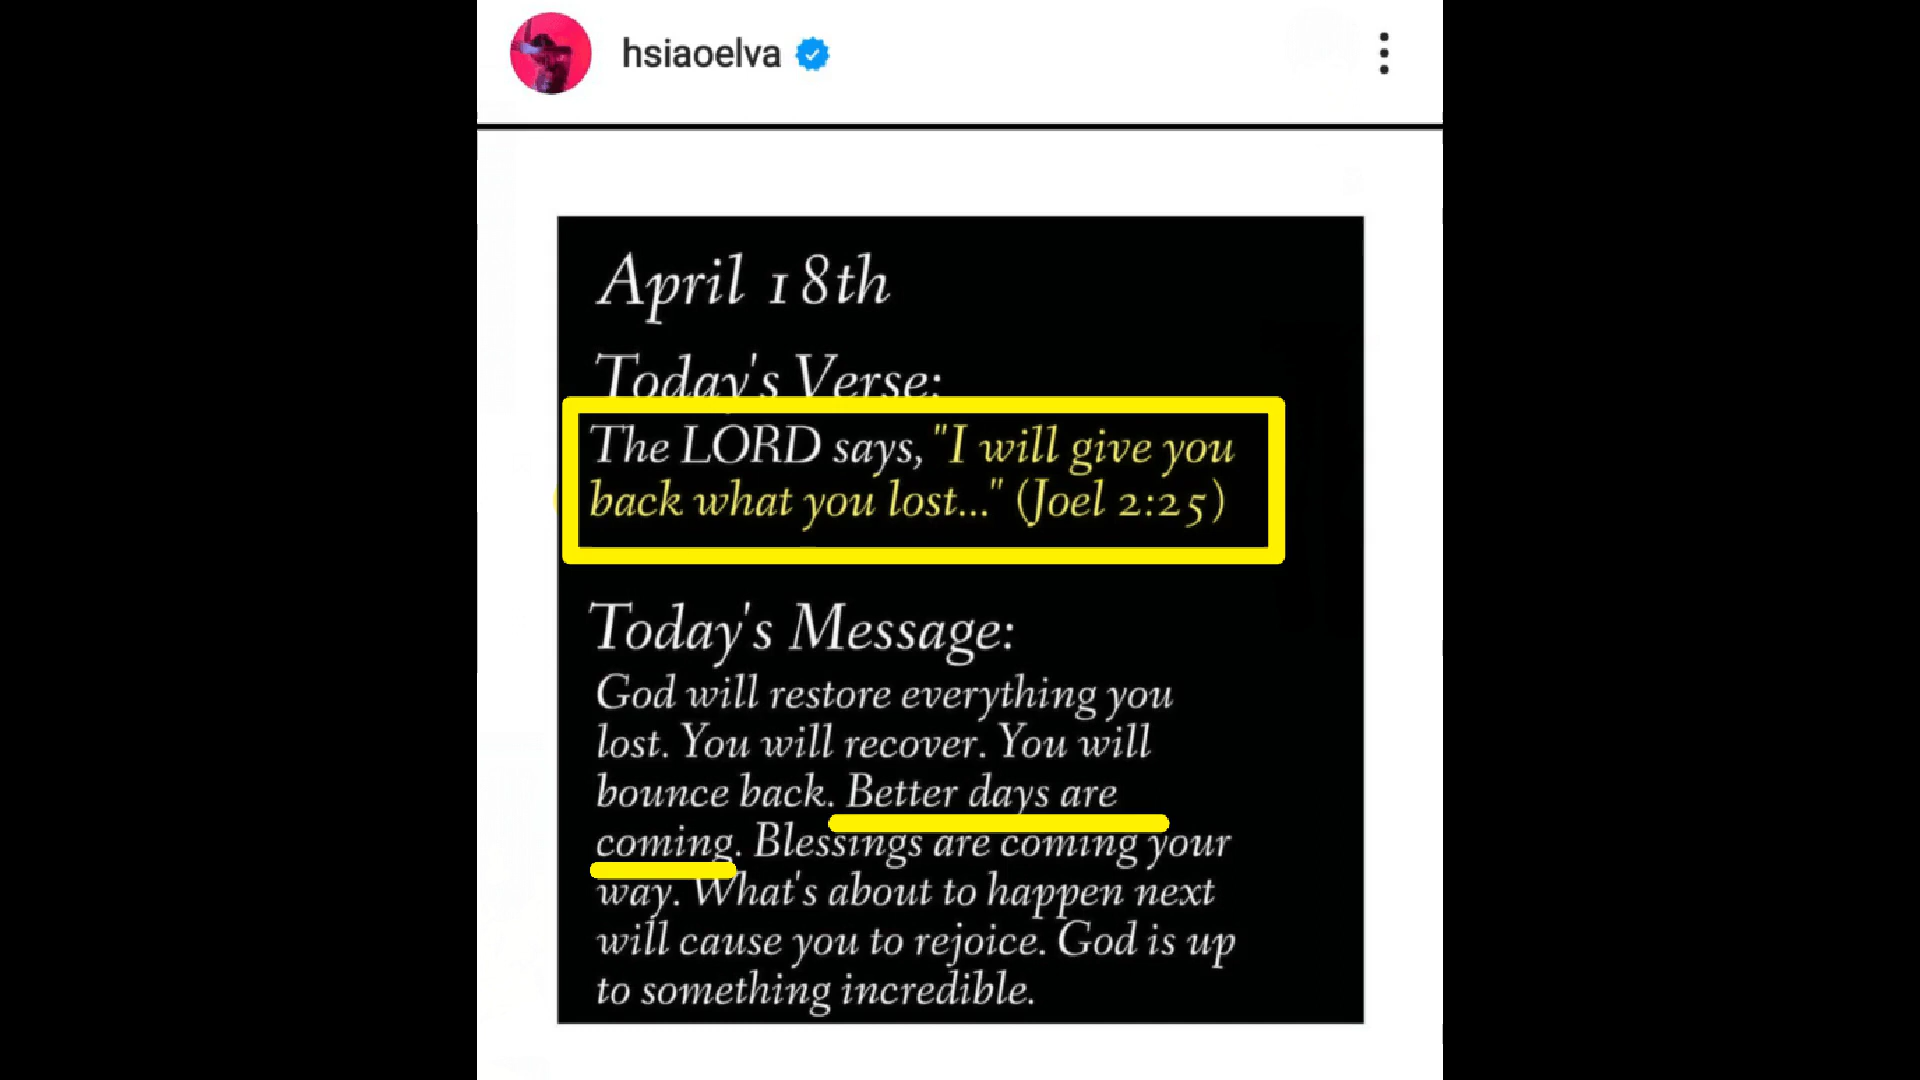 hsiaoelva
April 18th
Today's Verse:
The LORD says, "I will give you
back what you lost..." (Joel 2:25)
Today's Message:
God will restore everything you
lost. You will recover. You will
bounce back. Better days are
coming. Blessings are coming your
way. What's about to happen next
will cause you to rejoice. God is up
to something incredible.